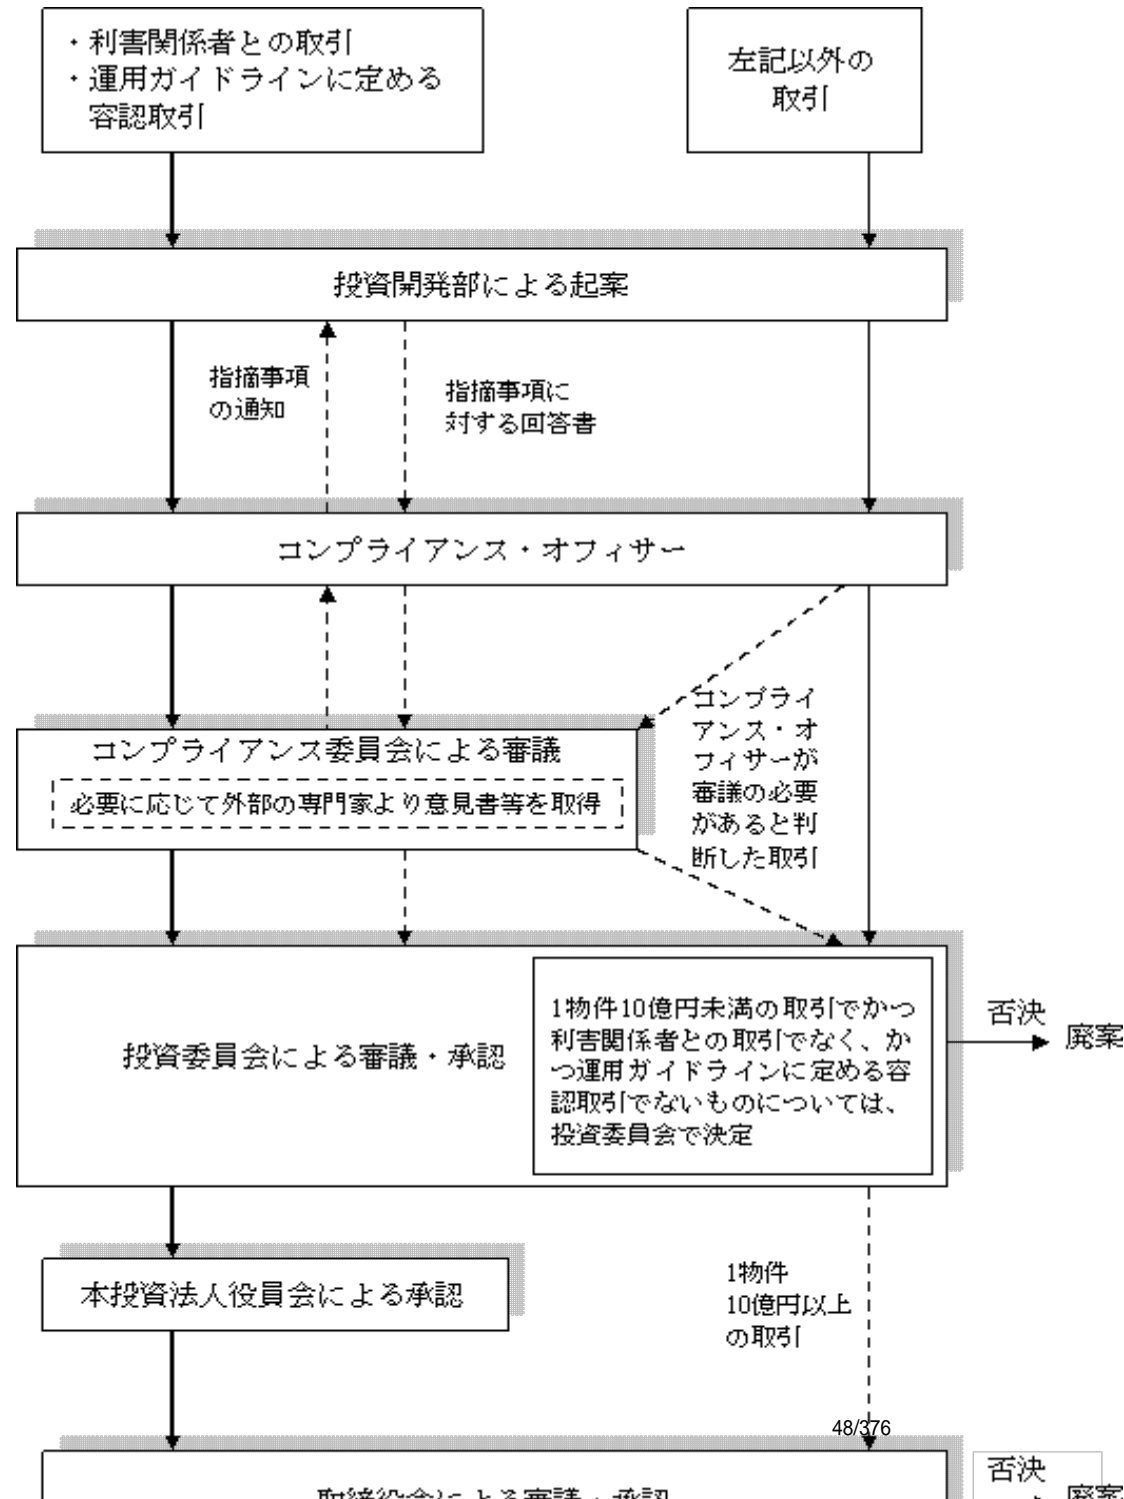 ・利害関係者との取引
・運用ガイドラインに定める
容認取引
左記以外の
取引
投資開発部による起案
指摘事項
の通知
指摘事項に
対する回答書
コンプライアンス・オフィサー
コンプライアンス委員会による審議
必要に応じて外部の専門家より意見書等を取得
コンプライ
アンス・オ
フィサーが
審議の必要
があると判
断した取引
投資委員会による審議・承認
1物件10億円未満の取引でかつ
利害関係者との取引でなく、か
つ運用ガイドラインに定める容
認取引でないものについては、
投資委員会で決定
否決
廃案
本投資法人役員会による承認
1物件
10億円以上
の取引
48/376
取締役会による審議・承認
否決
廃案